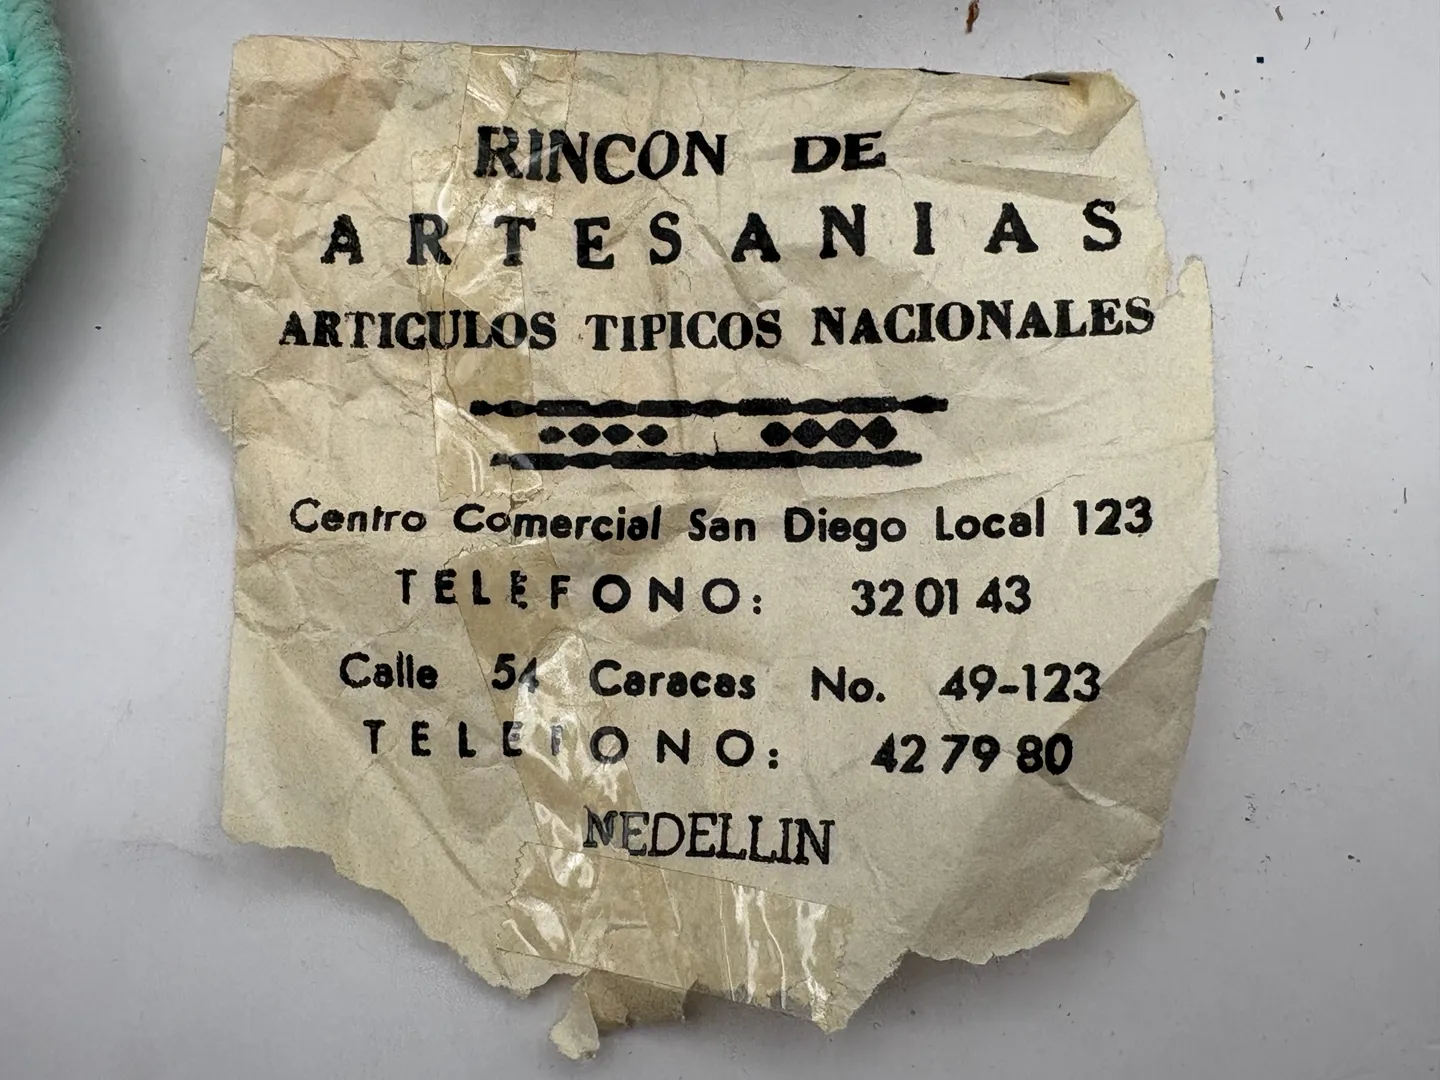 RINCON DE
ARTESANIAS
ARTICULOS TIPICOS NACIONALES
Centro Comercial San Diego Local 123
TELEFONO: 32 01 43
Calle 54 Caracas No. 49-123
TELEFONO: 42 79 80
MEDELLIN